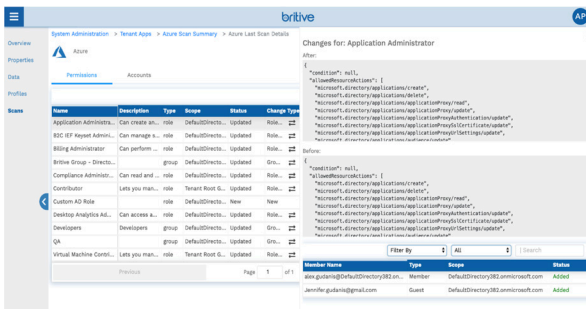 britive
AP
System Administration > Tenant Apps > Azure Scan Summary > Azure Last Scan Details
Overview
Properties
Data
Profiles
Scans
Azure
Permissions Accounts
Name Description Type Scope Status Change Type
Application Administra... Can create an... role DefaultDirecto... Updated Role...
B2C IEF Keyset Admini... Can manage s... role DefaultDirecto... Updated Role...
Billing Administrator Can perform ... role DefaultDirecto... Updated Role...
Britive Group - Directo... group DefaultDirecto... Updated Gro...
Compliance Administr... Can read and ... role DefaultDirecto... Updated Role...
Contributor Lets you man... role Tenant Root G... Updated Role...
Custom AD Role role DefaultDirecto... New New
Desktop Analytics Ad... Can access a... role DefaultDirecto... Updated Role...
Developers Developers group DefaultDirecto... Updated Gro...
QA group DefaultDirecto... Updated Gro...
Virtual Machine Contri... Lets you man... role Tenant Root G... Updated Role...
Previous Page 1 of 1
Changes for: Application Administrator
After:
{
"condition": null,
"allowedResourceActions": [
"microsoft.directory/applications/create",
"microsoft.directory/applications/delete",
"microsoft.directory/applications/applicationProxy/read",
"microsoft.directory/applications/applicationProxy/update",
"microsoft.directory/applications/applicationProxyAuthentication/update",
"microsoft.directory/applications/applicationProxySslCertificate/update",
"microsoft.directory/applications/applicationProxyUrlSettings/update",
Before:
{
"condition": null,
"allowedResourceActions": [
"microsoft.directory/applications/create",
"microsoft.directory/applications/delete",
"microsoft.directory/applications/applicationProxy/read",
"microsoft.directory/applications/applicationProxy/update",
"microsoft.directory/applications/applicationProxyAuthentication/update",
"microsoft.directory/applications/applicationProxySslCertificate/update",
"microsoft.directory/applications/applicationProxyUrlSettings/update",
Filter By All Search
Member Name Type Scope Status
alex.gudanis@DefaultDirectory382.on... Member DefaultDirectory382.onmicrosoft.com Added
Jennifer.gudanis@gmail.com Guest DefaultDirectory382.onmicrosoft.com Added